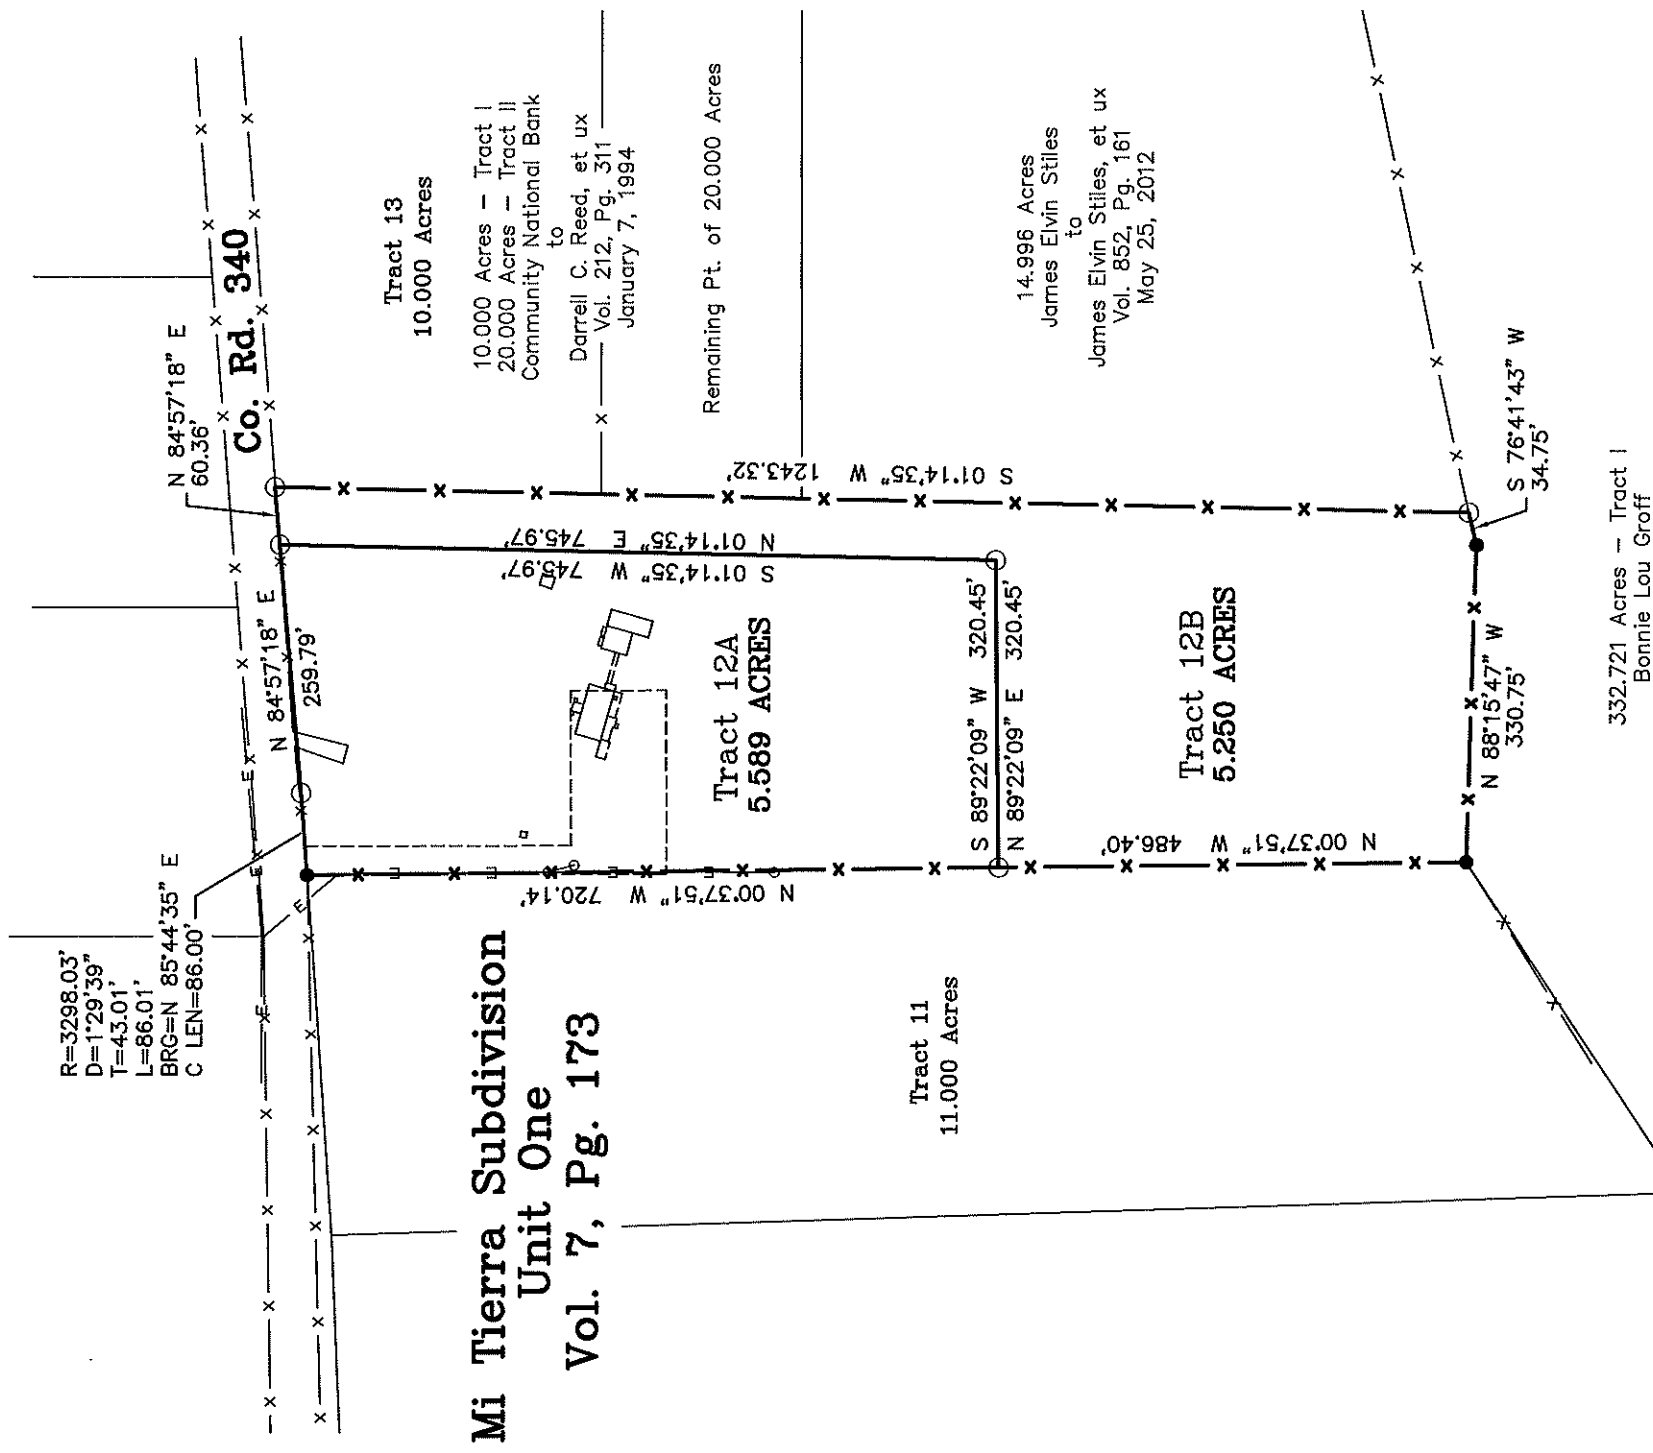 R=3298.03'
D=1°29'39"
T=43.01'
L=86.01'
BRG=N 85°44'35" E
C LEN=86.00'
N 84°57'18" E
259.79'
N 84°57'18" E
60.36'
Co. Rd. 340
Tract 13
10.000 Acres
10.000 Acres – Tract I
20.000 Acres – Tract II
Community National Bank
to
Darrell C. Reed, et ux
Vol. 212, Pg. 311
January 7, 1994
Remaining Pt. of 20.000 Acres
14.996 Acres
James Elvin Stiles
to
James Elvin Stiles, et ux
Vol. 852, Pg. 161
May 25, 2012
S 01°14'35" W 1243.32'
N 01°14'35" E 745.97'
S 01°14'35" W 745.97'
Tract 12A
5.589 ACRES
S 89°22'09" W 320.45'
N 89°22'09" E 320.45'
Tract 12B
5.250 ACRES
N 00°37'51" W 720.14'
N 00°37'51" W 486.40'
N 88°15'47" W
330.75'
S 76°41'43" W
34.75'
Mi Tierra Subdivision
Unit One
Vol. 7, Pg. 173
Tract 11
11.000 Acres
332.721 Acres – Tract I
Bonnie Lou Groff
E
E
E
E